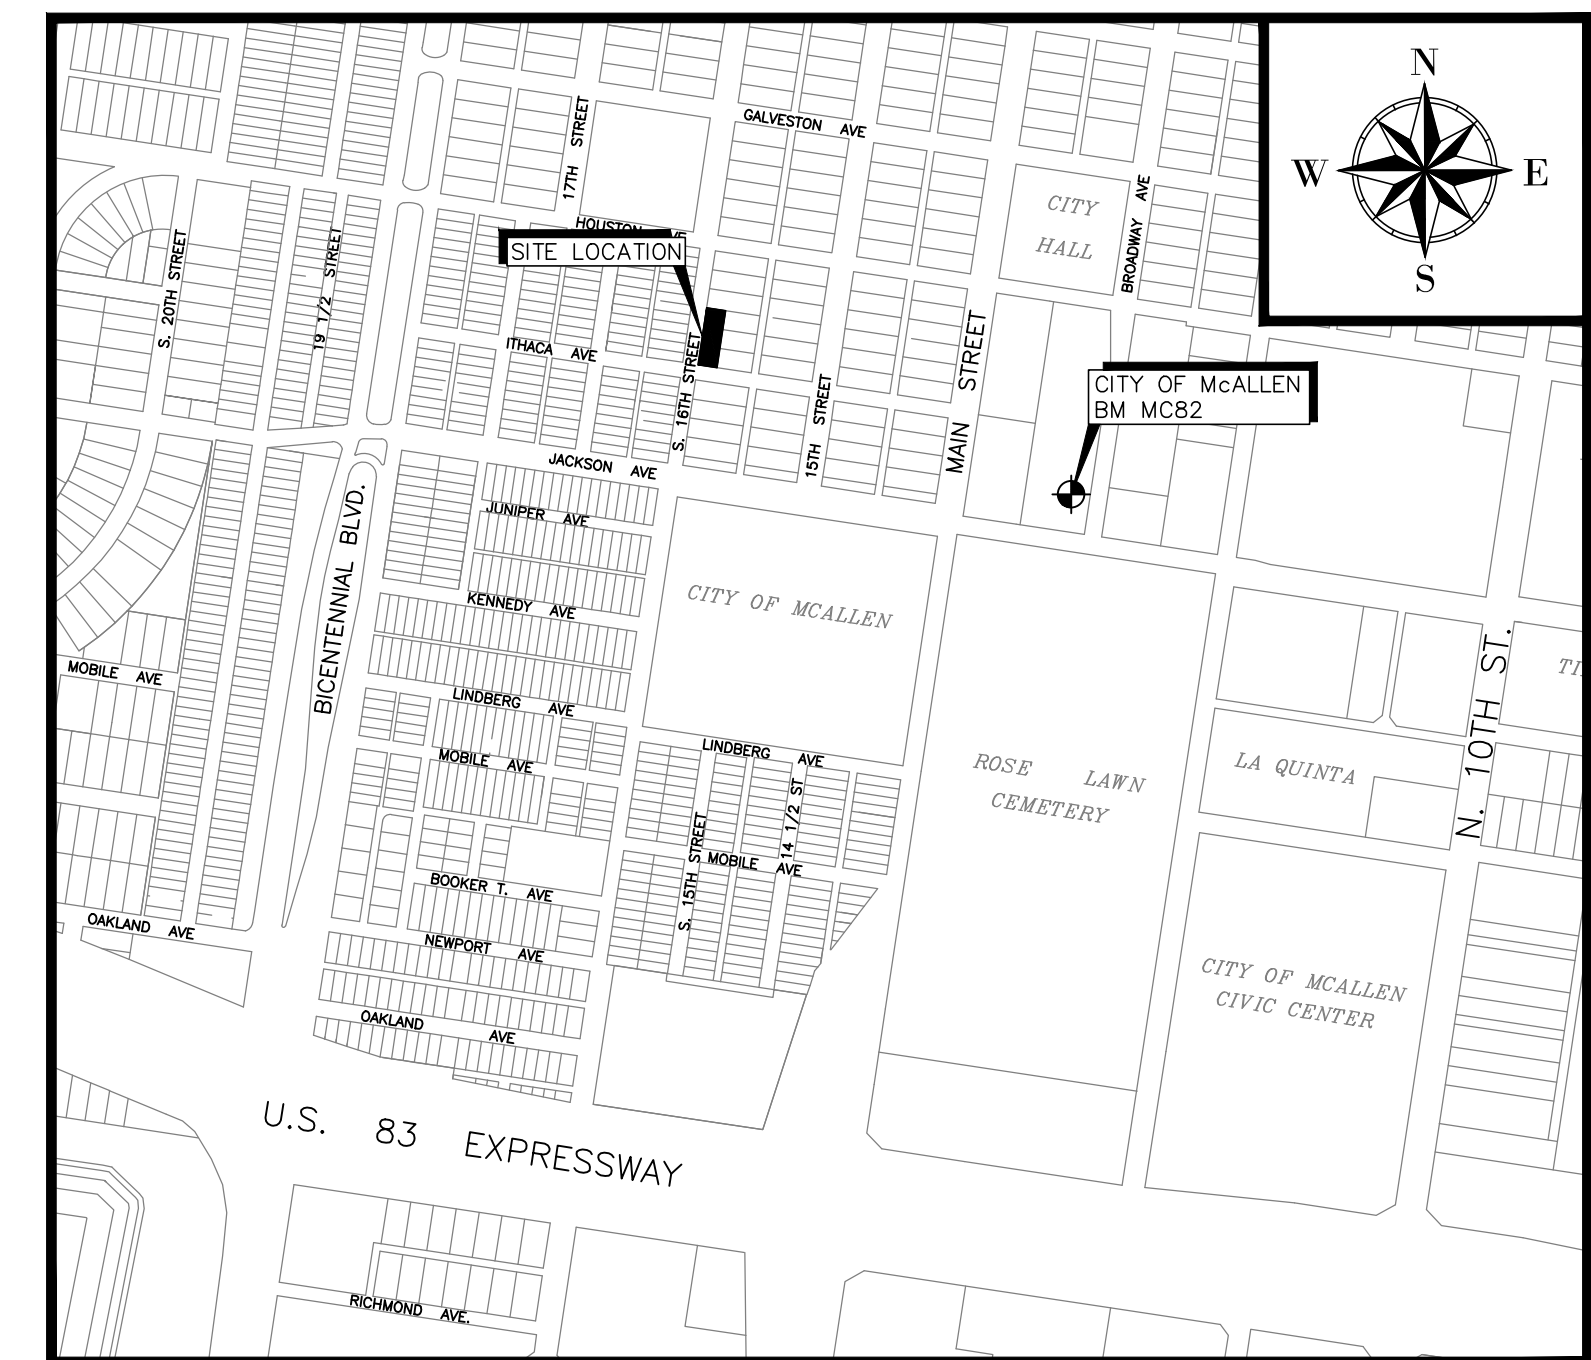 N
W
E
S
GALVESTON AVE
17TH STREET
CITY
HALL
BROADWAY AVE
HOUSTON
SITE LOCATION
S. 20TH STREET
19 1/2 STREET
ITHACA AVE
S. 16TH STREET
15TH STREET
MAIN STREET
CITY OF McALLEN
BM MC82
JACKSON AVE
JUNIPER AVE
BICENTENNIAL BLVD.
KENNEDY AVE
CITY OF MCALLEN
MOBILE AVE
LINDBERG AVE
N. 10TH ST.
MOBILE AVE
LINDBERG AVE
14 1/2 ST
ROSE LAWN
CEMETERY
LA QUINTA
S. 15TH STREET
MOBILE AVE
BOOKER T. AVE
OAKLAND AVE
NEWPORT AVE
CITY OF MCALLEN
CIVIC CENTER
OAKLAND AVE
U.S. 83 EXPRESSWAY
RICHMOND AVE.